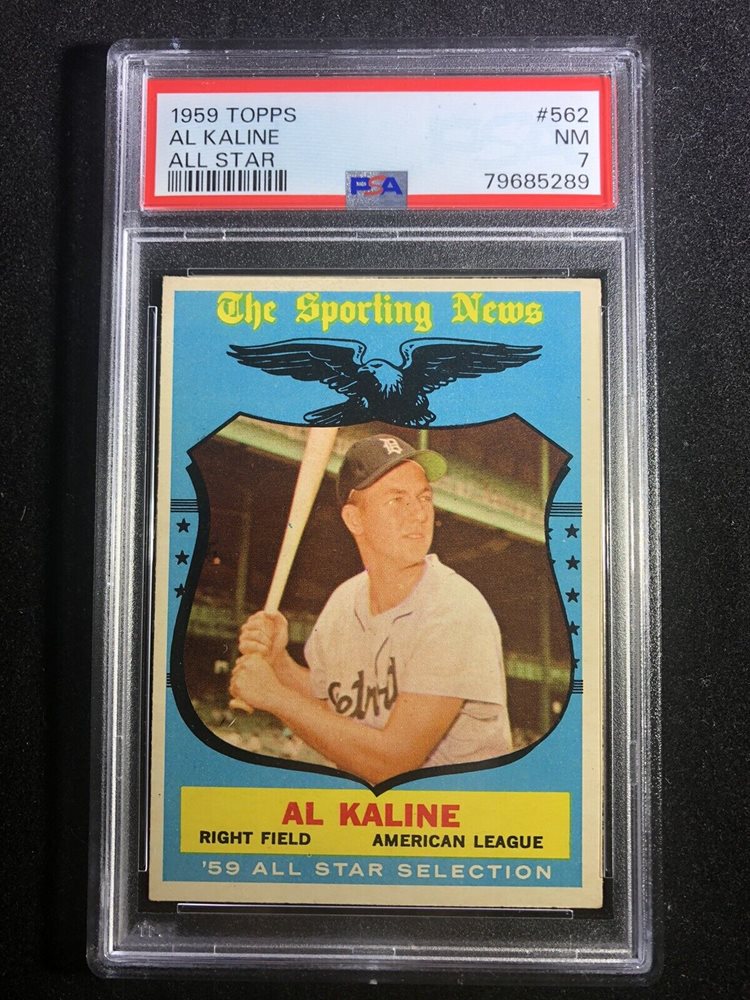 1959 TOPPS #562
AL KALINE NM
ALL STAR 7
PSA 79685289
The Sporting News
D
etroi
AL KALINE
RIGHT FIELD AMERICAN LEAGUE
'59 ALL STAR SELECTION